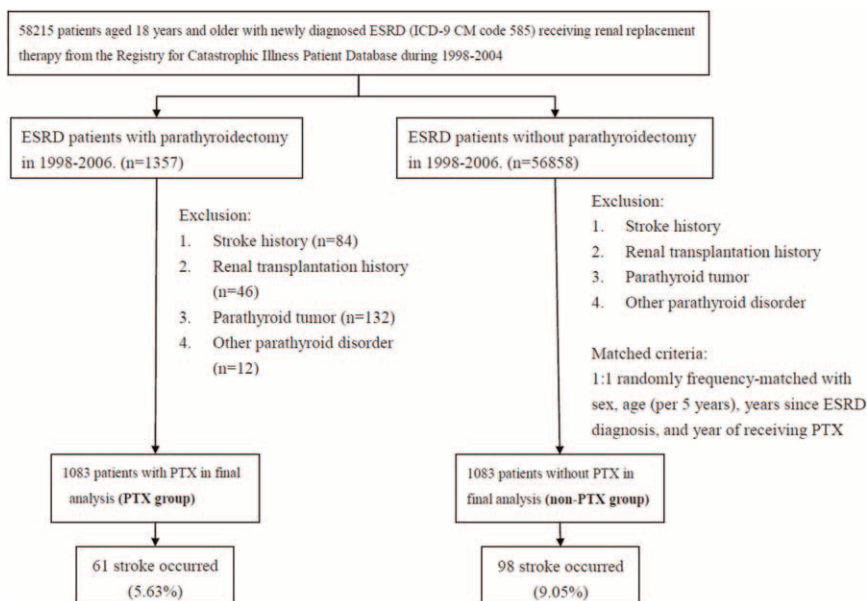 58215 patients aged 18 years and older with newly diagnosed ESRD (ICD-9 CM code 585) receiving renal replacement
therapy from the Registry for Catastrophic Illness Patient Database during 1998-2004
ESRD patients with parathyroidectomy
in 1998-2006. (n=1357)
ESRD patients without parathyroidectomy
in 1998-2006. (n=56858)
Exclusion:
1. Stroke history (n=84)
2. Renal transplantation history
(n=46)
3. Parathyroid tumor (n=132)
4. Other parathyroid disorder
(n=12)
Exclusion:
1. Stroke history
2. Renal transplantation history
3. Parathyroid tumor
4. Other parathyroid disorder
Matched criteria:
1:1 randomly frequency-matched with
sex, age (per 5 years), years since ESRD
diagnosis, and year of receiving PTX
1083 patients with PTX in final
analysis (PTX group)
1083 patients without PTX in
final analysis (non-PTX group)
61 stroke occurred
(5.63%)
98 stroke occurred
(9.05%)